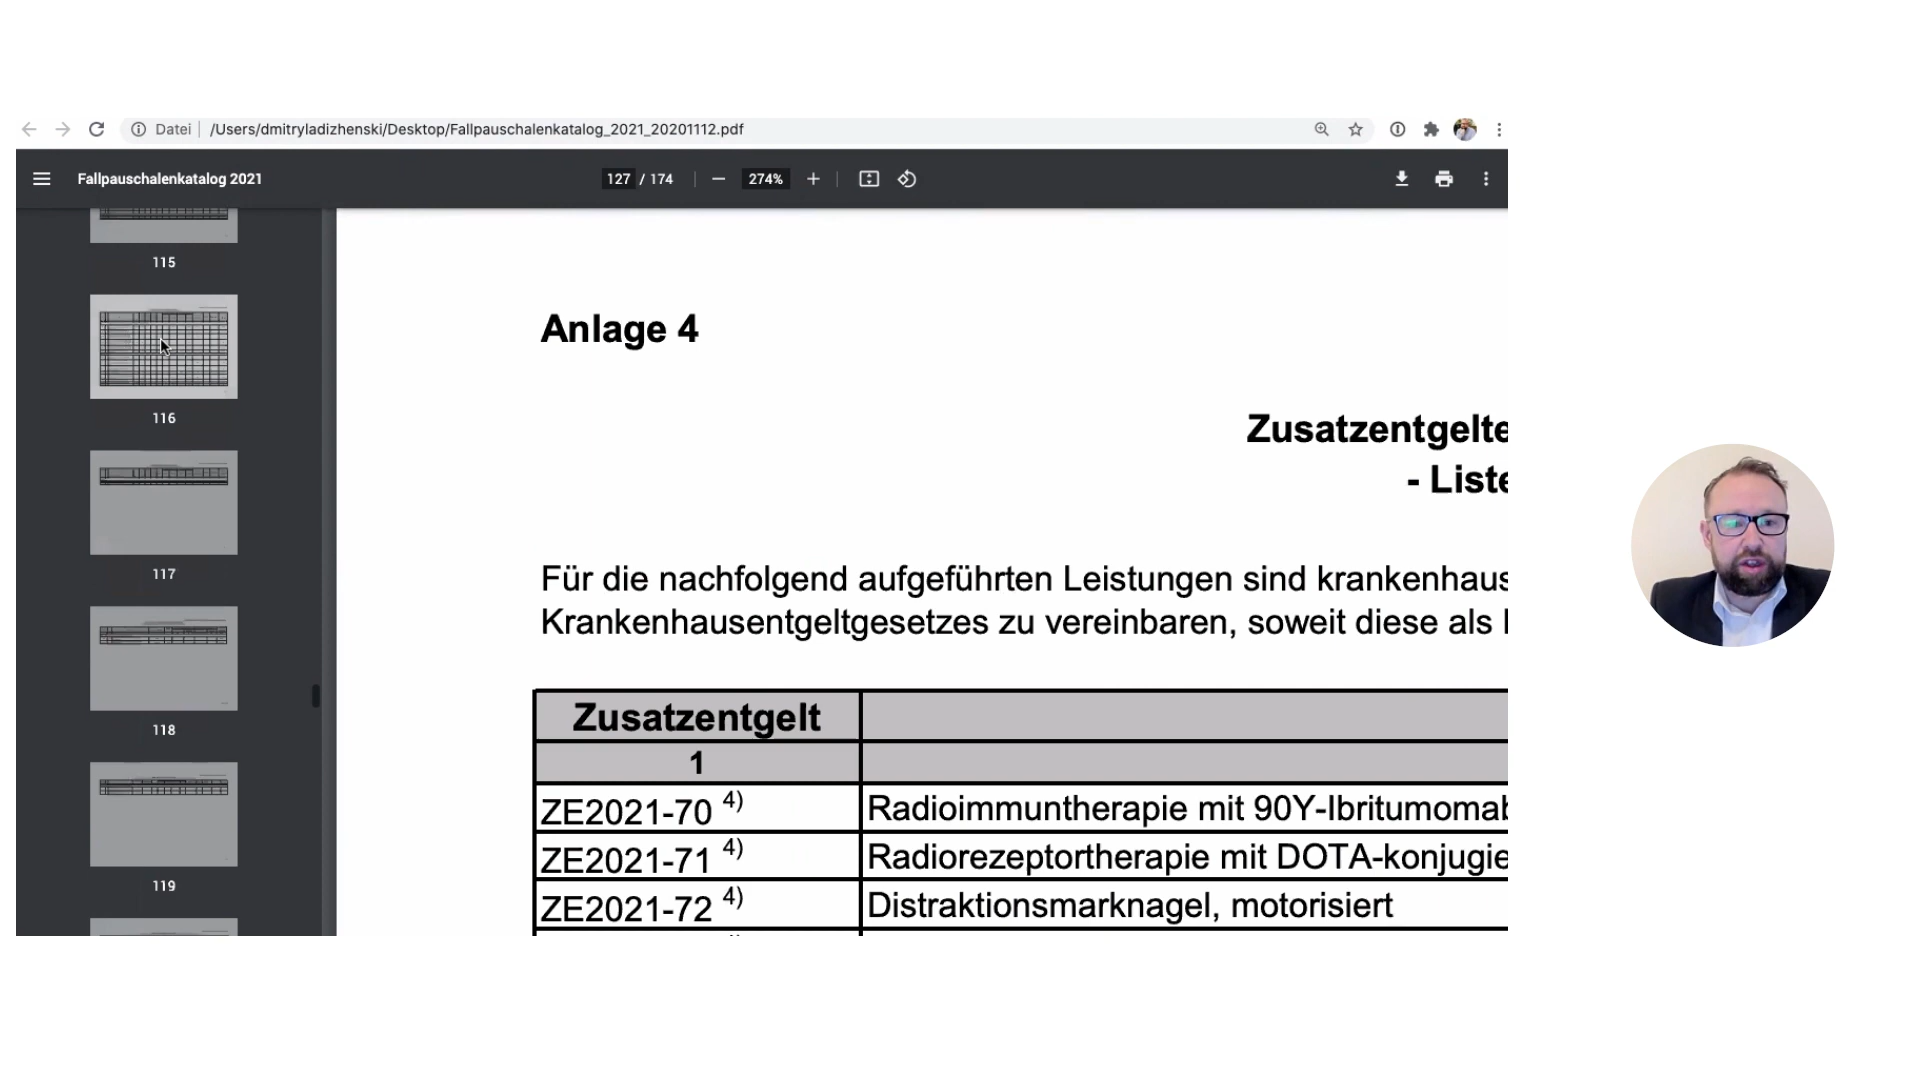 Datei | /Users/dmitryladizhenski/Desktop/Fallpauschalenkatalog_2021_20201112.pdf
Fallpauschalenkatalog 2021
127 / 174
274%
115
116
117
118
119
Anlage 4
Zusatzentgelte
- Liste
Für die nachfolgend aufgeführten Leistungen sind krankenhaus
Krankenhausentgeltgesetzes zu vereinbaren, soweit diese als
Zusatzentgelt
1
ZE2021-70 4) Radioimmuntherapie mit 90Y-Ibritumomab
ZE2021-71 4) Radiorezeptortherapie mit DOTA-konjugie
ZE2021-72 4) Distraktionsmarknagel, motorisiert